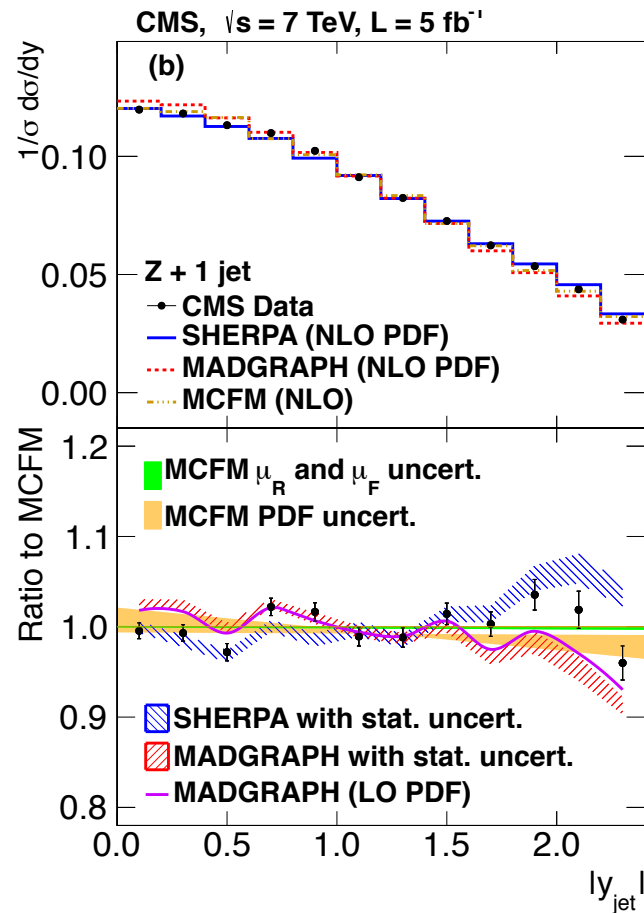 CMS, √s = 7 TeV, L = 5 fb⁻¹
(b)
1/σ dσ/dy
0.10
0.05
0.00
Z + 1 jet
CMS Data
SHERPA (NLO PDF)
MADGRAPH (NLO PDF)
MCFM (NLO)
Ratio to MCFM
1.2
1.1
1.0
0.9
0.8
MCFM μ_R and μ_F uncert.
MCFM PDF uncert.
SHERPA with stat. uncert.
MADGRAPH with stat. uncert.
MADGRAPH (LO PDF)
0.0 0.5 1.0 1.5 2.0
|y_jet|